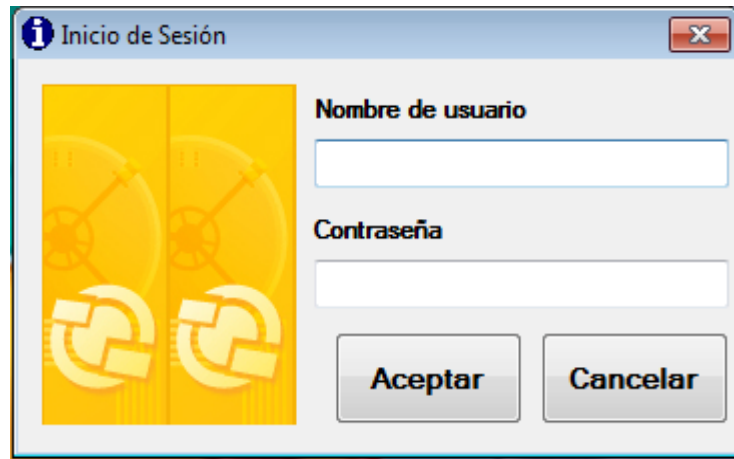 Inicio de Sesión
Nombre de usuario
Contraseña
Aceptar Cancelar